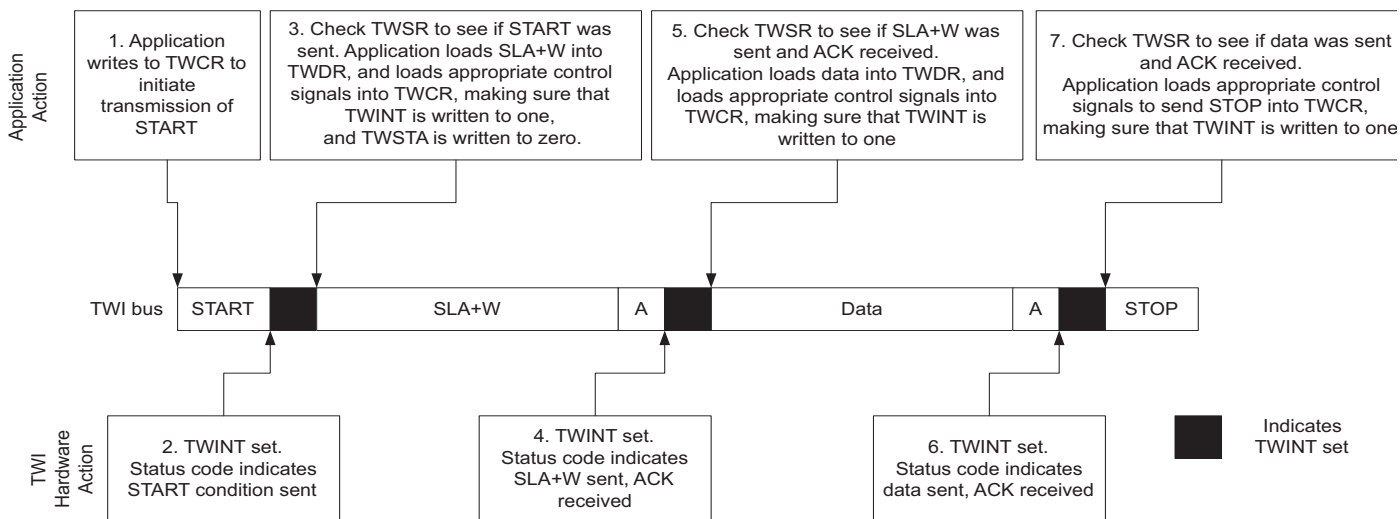 Application
Action
1. Application
writes to TWCR to
initiate
transmission of
START
3. Check TWSR to see if START was
sent. Application loads SLA+W into
TWDR, and loads appropriate control
signals into TWCR, making sure that
TWINT is written to one,
and TWSTA is written to zero.
5. Check TWSR to see if SLA+W was
sent and ACK received.
Application loads data into TWDR, and
loads appropriate control signals into
TWCR, making sure that TWINT is
written to one
7. Check TWSR to see if data was sent
and ACK received.
Application loads appropriate control
signals to send STOP into TWCR,
making sure that TWINT is written to one
TWI bus
START
SLA+W
A
Data
A
STOP
TWI
Hardware
Action
2. TWINT set.
Status code indicates
START condition sent
4. TWINT set.
Status code indicates
SLA+W sent, ACK
received
6. TWINT set.
Status code indicates
data sent, ACK received
Indicates
TWINT set